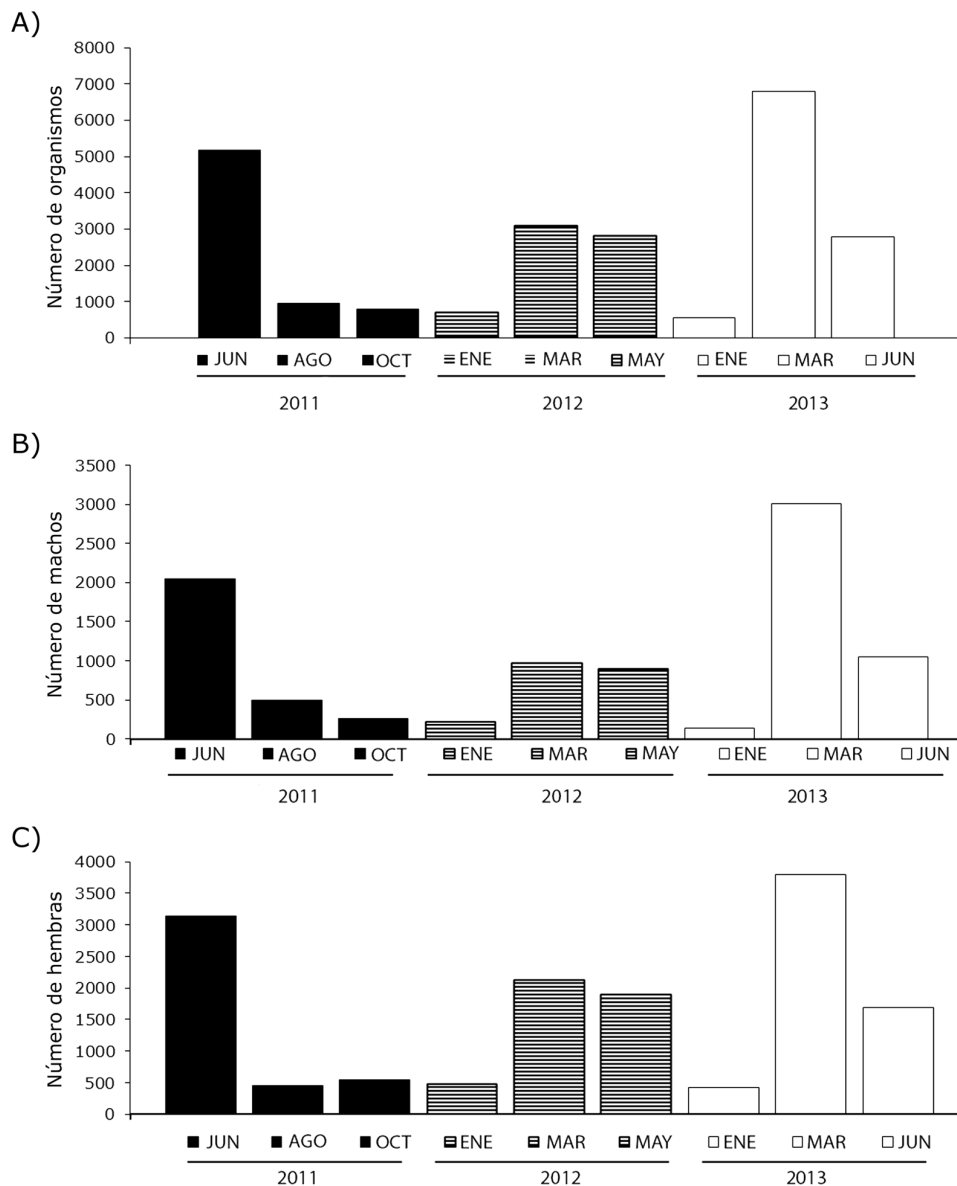 A)
Número de organismos
8000
7000
6000
5000
4000
3000
2000
1000
0
JUN AGO OCT ENE MAR MAY ENE MAR JUN
2011 2012 2013
B)
Número de machos
3500
3000
2500
2000
1500
1000
500
0
JUN AGO OCT ENE MAR MAY ENE MAR JUN
2011 2012 2013
C)
Número de hembras
4000
3500
3000
2500
2000
1500
1000
500
0
JUN AGO OCT ENE MAR MAY ENE MAR JUN
2011 2012 2013